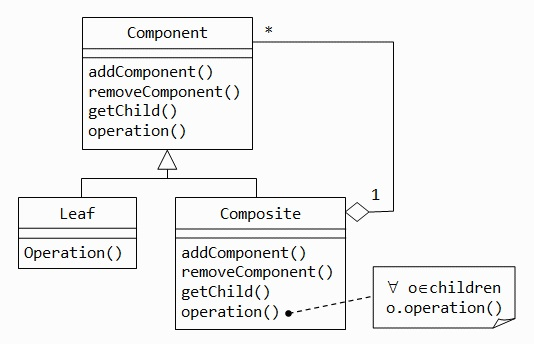 Component
*
addComponent()
removeComponent()
getChild()
operation()
1
Leaf
Operation()
Composite
addComponent()
removeComponent()
getChild()
operation()
∀ o∈children
o.operation()